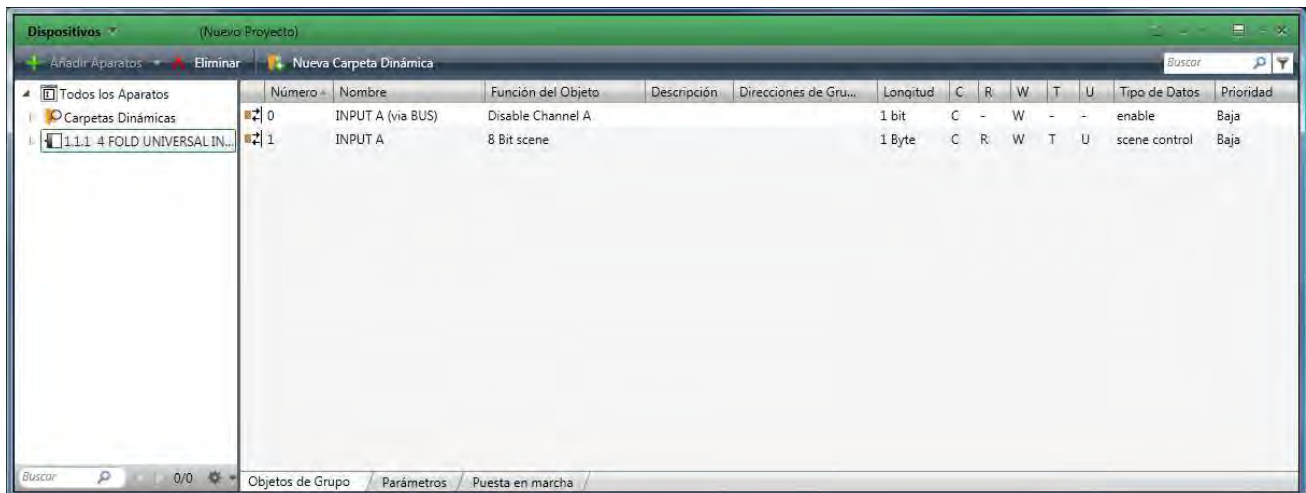 Dispositivos (Nuevo Proyecto)
Añadir Aparatos Eliminar Nueva Carpeta Dinámica Buscar
Todos los Aparatos
Carpetas Dinámicas
1.1.1 4 FOLD UNIVERSAL IN...
Número Nombre Función del Objeto Descripción Direcciones de Gru... Longitud C R W T U Tipo de Datos Prioridad
0 INPUT A (via BUS) Disable Channel A 1 bit C - W - - enable Baja
1 INPUT A 8 Bit scene 1 Byte C R W T U scene control Baja
Buscar 0/0 Objetos de Grupo Parámetros Puesta en marcha